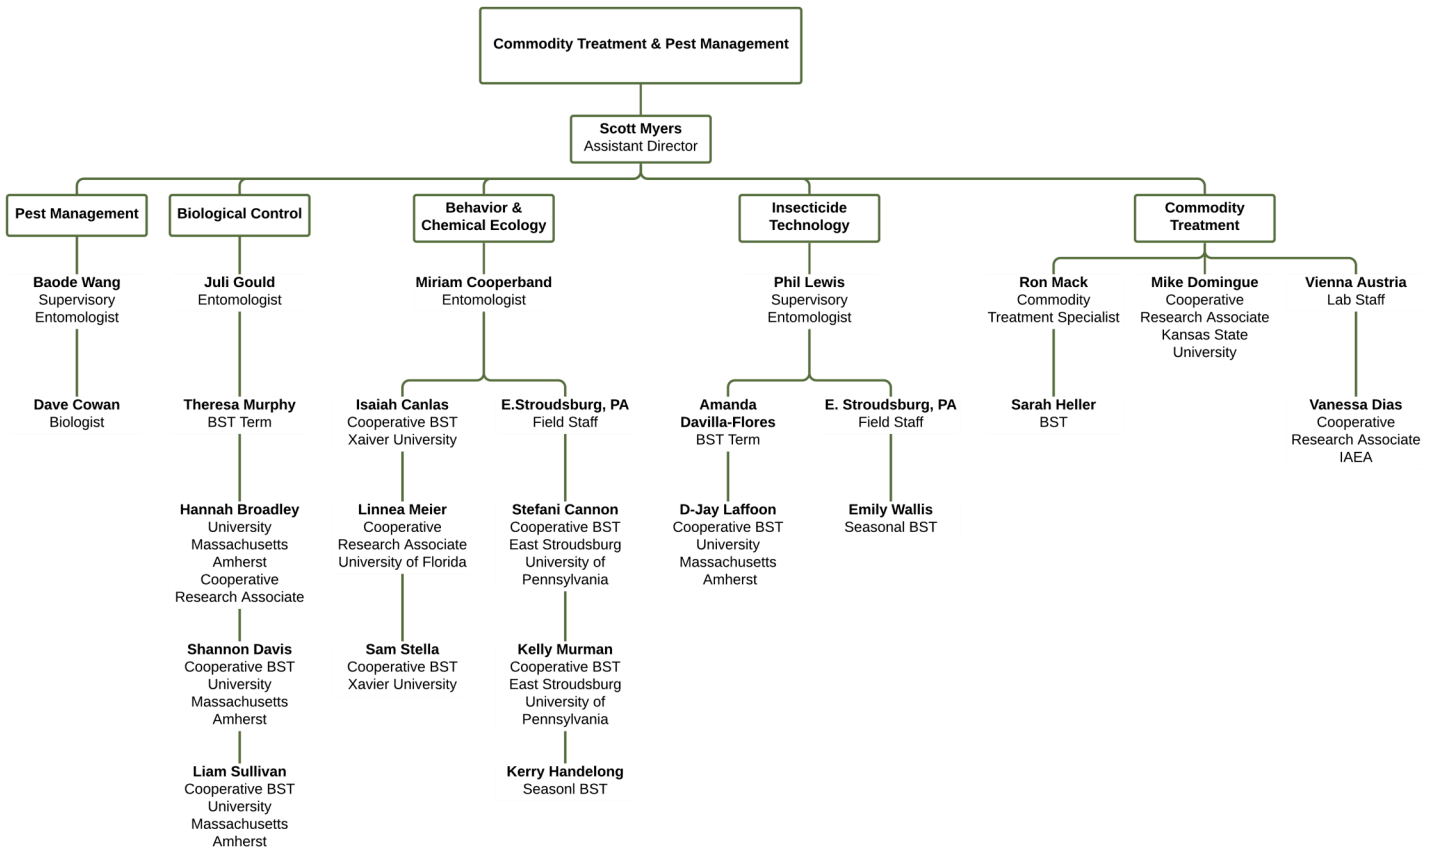 Commodity Treatment & Pest Management
Scott Myers
Assistant Director
Pest Management
Baode Wang
Supervisory
Entomologist
Dave Cowan
Biologist
Biological Control
Juli Gould
Entomologist
Theresa Murphy
BST Term
Hannah Broadley
University
Massachusetts
Amherst
Cooperative
Research Associate
Shannon Davis
Cooperative BST
University
Massachusetts
Amherst
Liam Sullivan
Cooperative BST
University
Massachusetts
Amherst
Behavior &
Chemical Ecology
Miriam Cooperband
Entomologist
Isaiah Canlas
Cooperative BST
Xaiver University
Linnea Meier
Cooperative
Research Associate
University of Florida
Sam Stella
Cooperative BST
Xavier University
E.Stroudsburg, PA
Field Staff
Stefani Cannon
Cooperative BST
East Stroudsburg
University of
Pennsylvania
Kelly Murman
Cooperative BST
East Stroudsburg
University of
Pennsylvania
Kerry Handelong
Seasonl BST
Insecticide
Technology
Phil Lewis
Supervisory
Entomologist
Amanda
Davilla-Flores
BST Term
D-Jay Laffoon
Cooperative BST
University
Massachusetts
Amherst
E. Stroudsburg, PA
Field Staff
Emily Wallis
Seasonal BST
Commodity
Treatment
Ron Mack
Commodity
Treatment Specialist
Sarah Heller
BST
Mike Domingue
Cooperative
Research Associate
Kansas State
University
Vienna Austria
Lab Staff
Vanessa Dias
Cooperative
Research Associate
IAEA